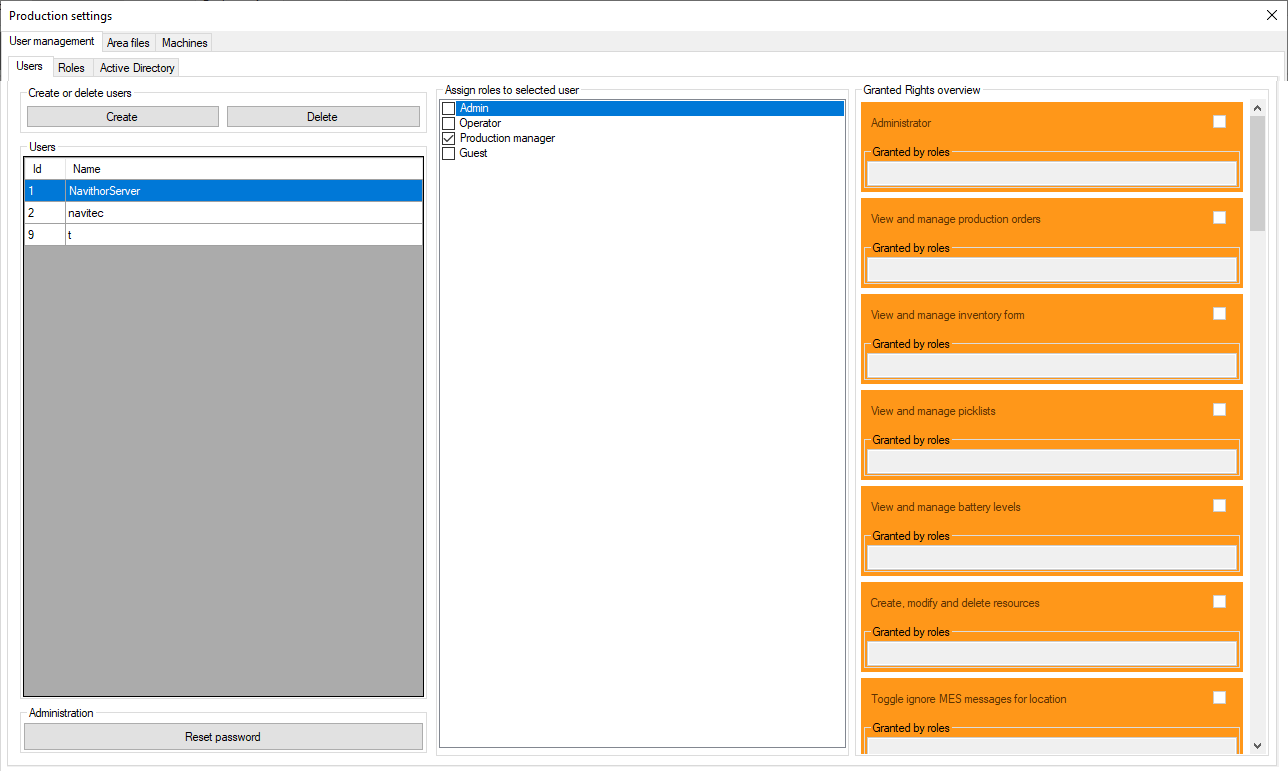 Production settings
User management Area files Machines
Users Roles Active Directory
Create or delete users
Create Delete
Users
Id Name
1 NavithorServer
2 navitec
9 t
Administration
Reset password
Assign roles to selected user
Admin
Operator
Production manager
Guest
Granted Rights overview
Administrator
Granted by roles
View and manage production orders
Granted by roles
View and manage inventory form
Granted by roles
View and manage picklists
Granted by roles
View and manage battery levels
Granted by roles
Create, modify and delete resources
Granted by roles
Toggle ignore MES messages for location
Granted by roles